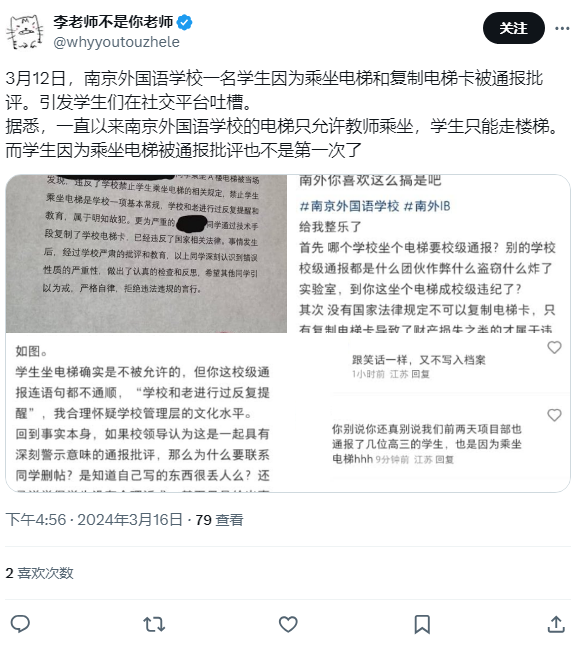 李老师不是你老师
@whyyoutouzhele
关注
3月12日，南京外国语学校一名学生因为乘坐电梯和复制电梯卡被通报批
评。引发学生们在社交平台吐槽。
据悉，一直以来南京外国语学校的电梯只允许教师乘坐，学生只能走楼梯。
而学生因为乘坐电梯被通报批评也不是第一次了
楼电梯被当场
发现，违反了学校禁止学生乘坐电梯的相关规定，禁止学生
乘坐电梯是学校一项基本常规，学校和老进行过反复提醒和
教育，属于明知故犯。更为严重的 同学通过技术手
段复制了学校电梯卡，已经违反了国家相关法律。事情发生
后，经过学校严肃的批评和教育，以上同学深刻认识到错误
性质的严重性，做出了认真的检查和反思，希望其他同学引
以为戒，严格自律，拒绝违法违规的言行。
南外你喜欢这么搞是吧
#南京外国语学校 #南外IB
给我整乐了
首先 哪个学校坐个电梯要校级通报？别的学校
校级通报都是什么团伙作弊什么盗窃什么炸了
实验室，到你这坐个电梯成校级违纪了？
其次 没有国家法律规定不可以复制电梯卡，只
有复制电梯卡导致了财产损失之类的才属于违
如图。
学生坐电梯确实是不被允许的，但你这校级通
报连语句都不通顺，“学校和老进行过反复提
醒”，我合理怀疑学校管理层的文化水平。
回到事实本身，如果校领导认为这是一起具有
深刻警示意味的通报批评，那么为什么要联系
同学删帖？是知道自己写的东西很丢人么？还
跟笑话一样，又不写入档案
1小时前 江苏 回复
你别说你还真别说我们前两天项目部也
通报了几位高三的学生，也是因为乘坐
电梯hhh 9分钟前 江苏 回复
下午4:56 · 2024年3月16日 · 79 查看
2 喜欢次数